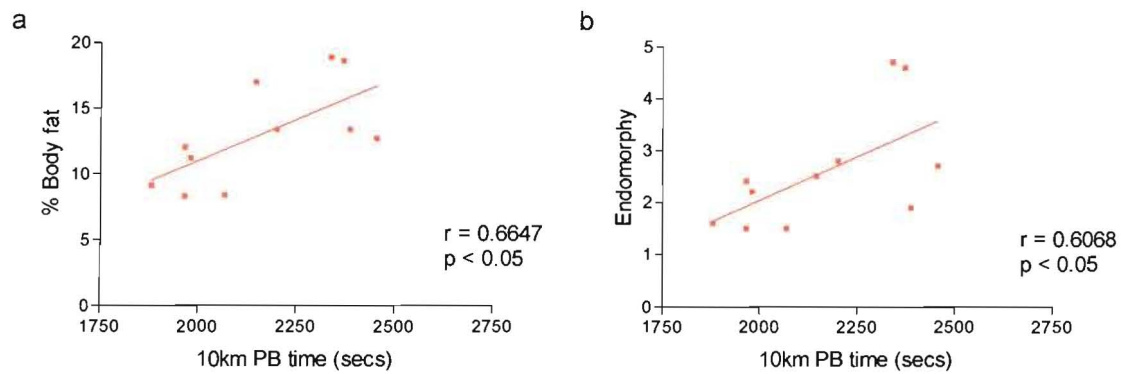 a
20
15
10
5
0
% Body fat
1750 2000 2250 2500 2750
10km PB time (secs)
r = 0.6647
p < 0.05
b
5
4
3
2
1
0
Endomorphy
1750 2000 2250 2500 2750
10km PB time (secs)
r = 0.6068
p < 0.05